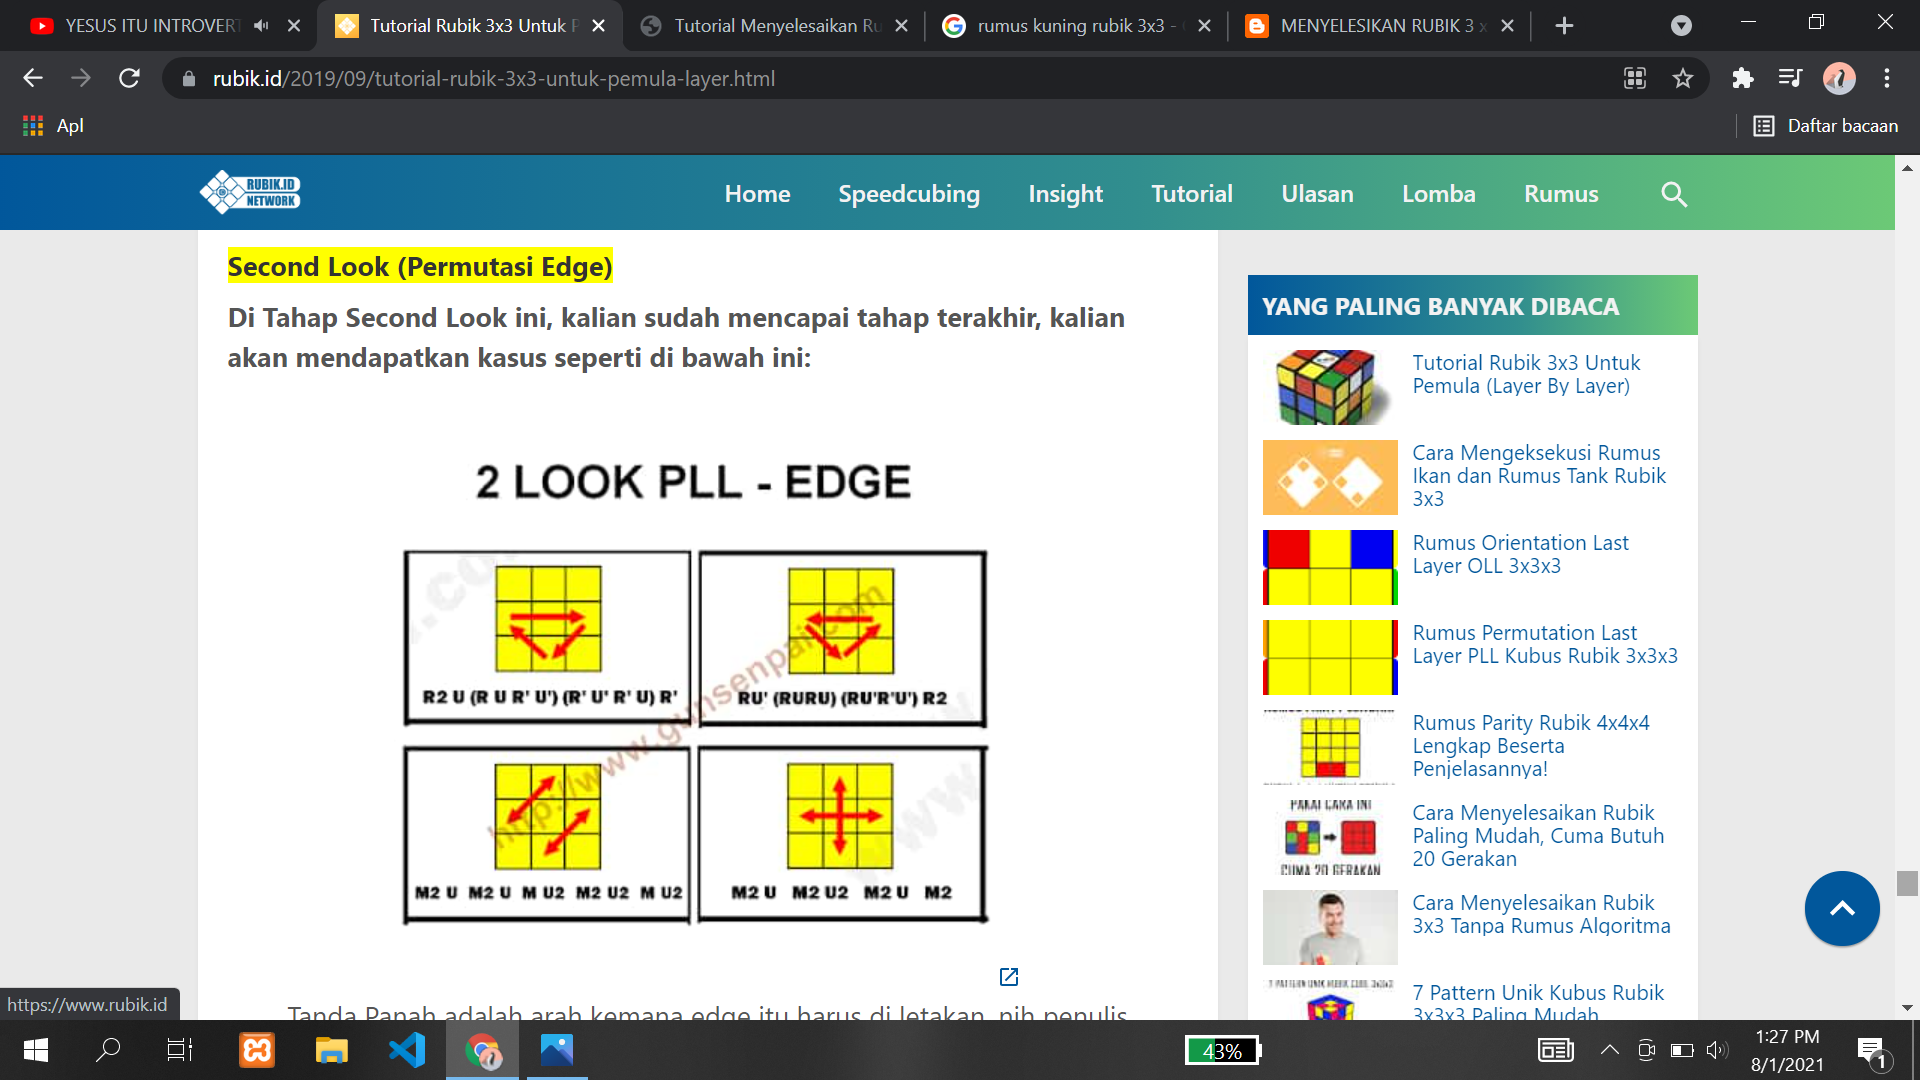 YESUS ITU INTROVERT
Tutorial Rubik 3x3 Untuk P
Tutorial Menyelesaikan Ru
rumus kuning rubik 3x3 -
MENYELESIKAN RUBIK 3 x
rubik.id/2019/09/tutorial-rubik-3x3-untuk-pemula-layer.html
Apl
Daftar bacaan
RUBIK.ID
NETWORK
Home
Speedcubing
Insight
Tutorial
Ulasan
Lomba
Rumus
Second Look (Permutasi Edge)
Di Tahap Second Look ini, kalian sudah mencapai tahap terakhir, kalian
akan mendapatkan kasus seperti di bawah ini:
2 LOOK PLL - EDGE
R2 U (R U R' U') (R' U' R' U) R'
RU' (RURU) (RU'R'U') R2
http://www.gunsenpai.com
M2 U M2 U M U2 M2 U2 M U2
M2 U M2 U2 M2 U M2
Tanda Panah adalah arah kemana edge itu harus di letakan, nih penulis
YANG PALING BANYAK DIBACA
Tutorial Rubik 3x3 Untuk
Pemula (Layer By Layer)
Cara Mengeksekusi Rumus
Ikan dan Rumus Tank Rubik
3x3
Rumus Orientation Last
Layer OLL 3x3x3
Rumus Permutation Last
Layer PLL Kubus Rubik 3x3x3
Rumus Parity Rubik 4x4x4
Lengkap Beserta
Penjelasannya!
PAKAI CARA INI
CUMA 20 GERAKAN
Cara Menyelesaikan Rubik
Paling Mudah, Cuma Butuh
20 Gerakan
Cara Menyelesaikan Rubik
3x3 Tanpa Rumus Algoritma
7 Pattern Unik Kubus Rubik
3x3x3 Paling Mudah
https://www.rubik.id
43%
1:27 PM
8/1/2021
1